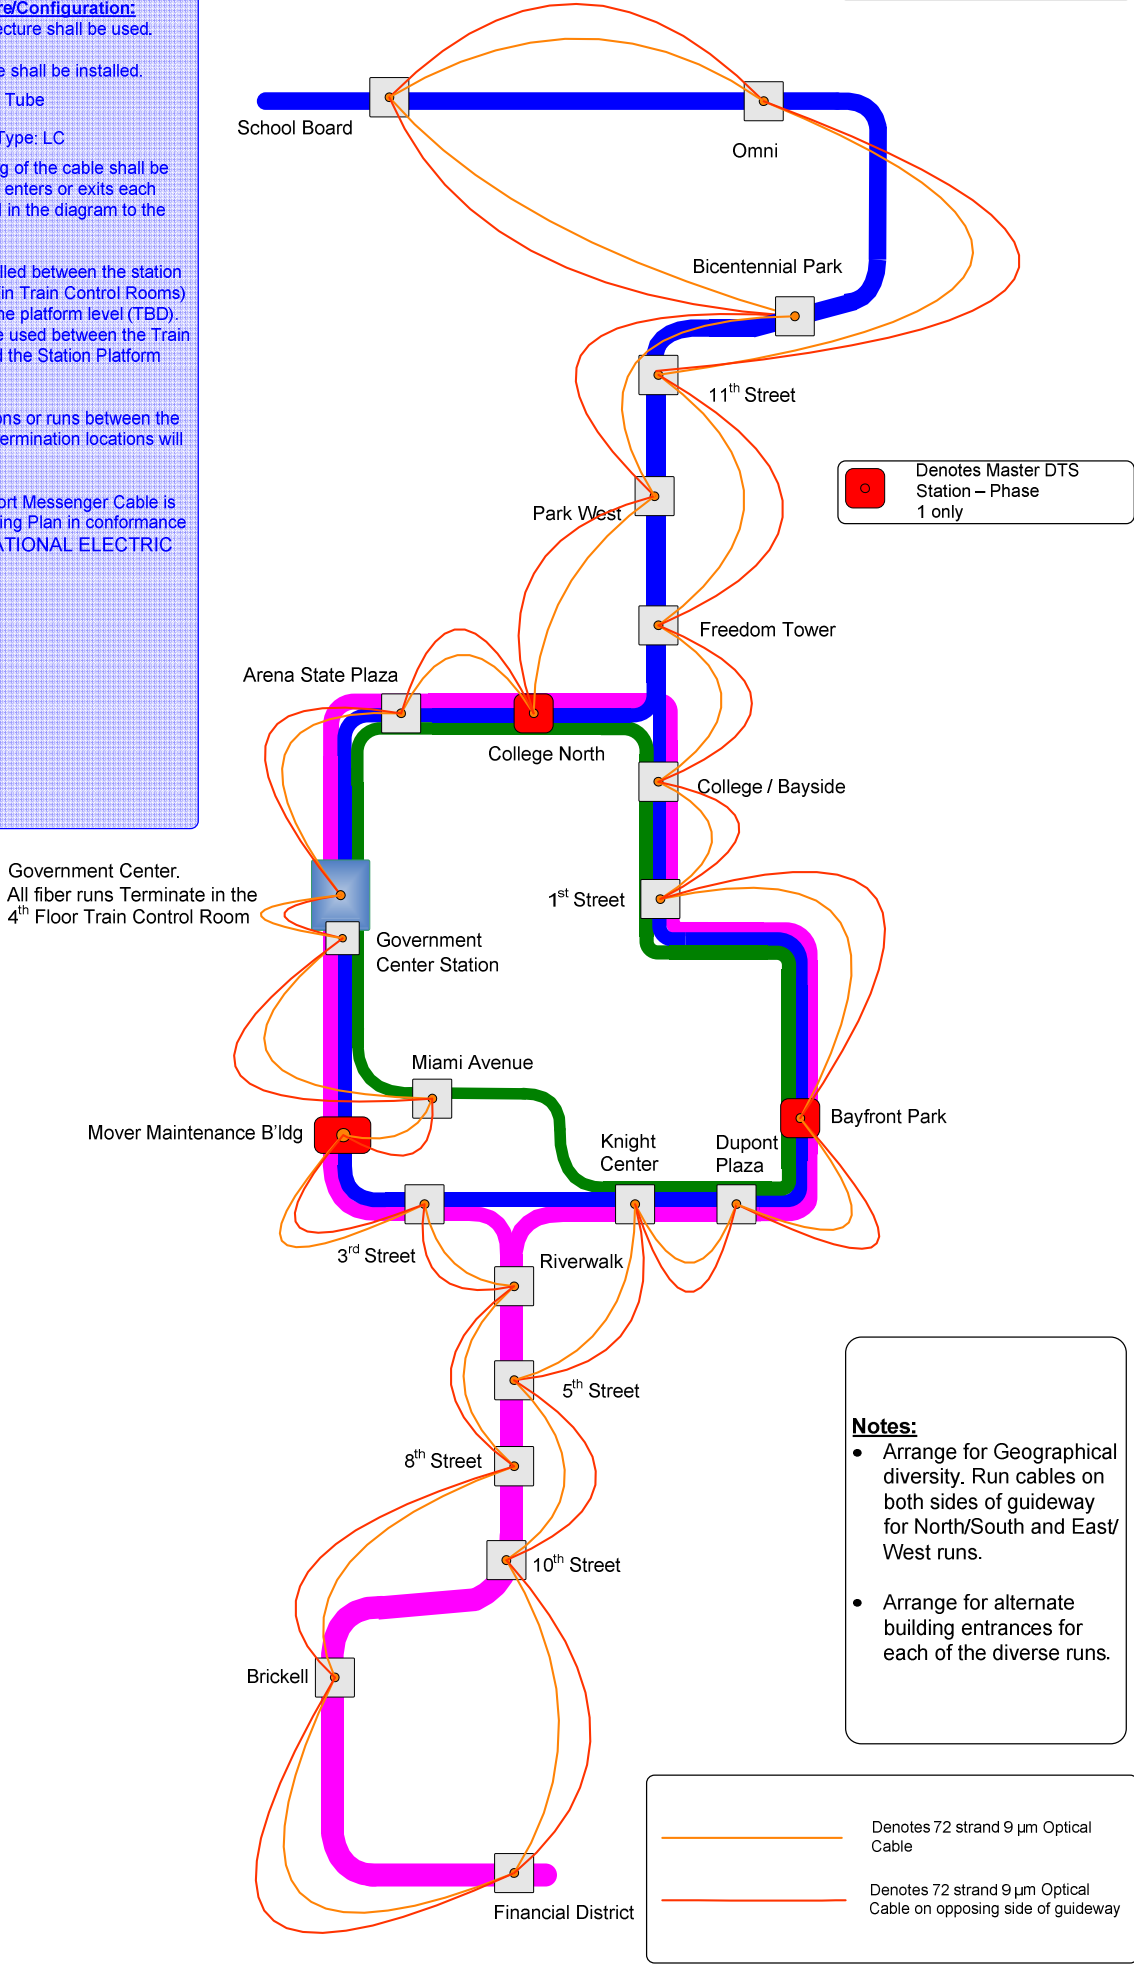 re/Configuration:
ecture shall be used.
e shall be installed.
Tube
Type: LC
g of the cable shall be
enters or exits each
d in the diagram to the
lled between the station
in Train Control Rooms)
he platform level (TBD).
e used between the Train
d the Station Platform
ons or runs between the
ermination locations will
ort Messenger Cable is
ing Plan in conformance
ATIONAL ELECTRIC
School Board
Omni
Bicentennial Park
11th Street
Denotes Master DTS
Station – Phase
1 only
Park West
Freedom Tower
Arena State Plaza
College North
College / Bayside
Government Center.
All fiber runs Terminate in the
4th Floor Train Control Room
1st Street
Government
Center Station
Miami Avenue
Mover Maintenance B'ldg
Bayfront Park
Knight
Center
Dupont
Plaza
3rd Street
Riverwalk
5th Street
8th Street
10th Street
Notes:
• Arrange for Geographical
diversity. Run cables on
both sides of guideway
for North/South and East/
West runs.
• Arrange for alternate
building entrances for
each of the diverse runs.
Brickell
Financial District
Denotes 72 strand 9 µm Optical
Cable
Denotes 72 strand 9 µm Optical
Cable on opposing side of guideway